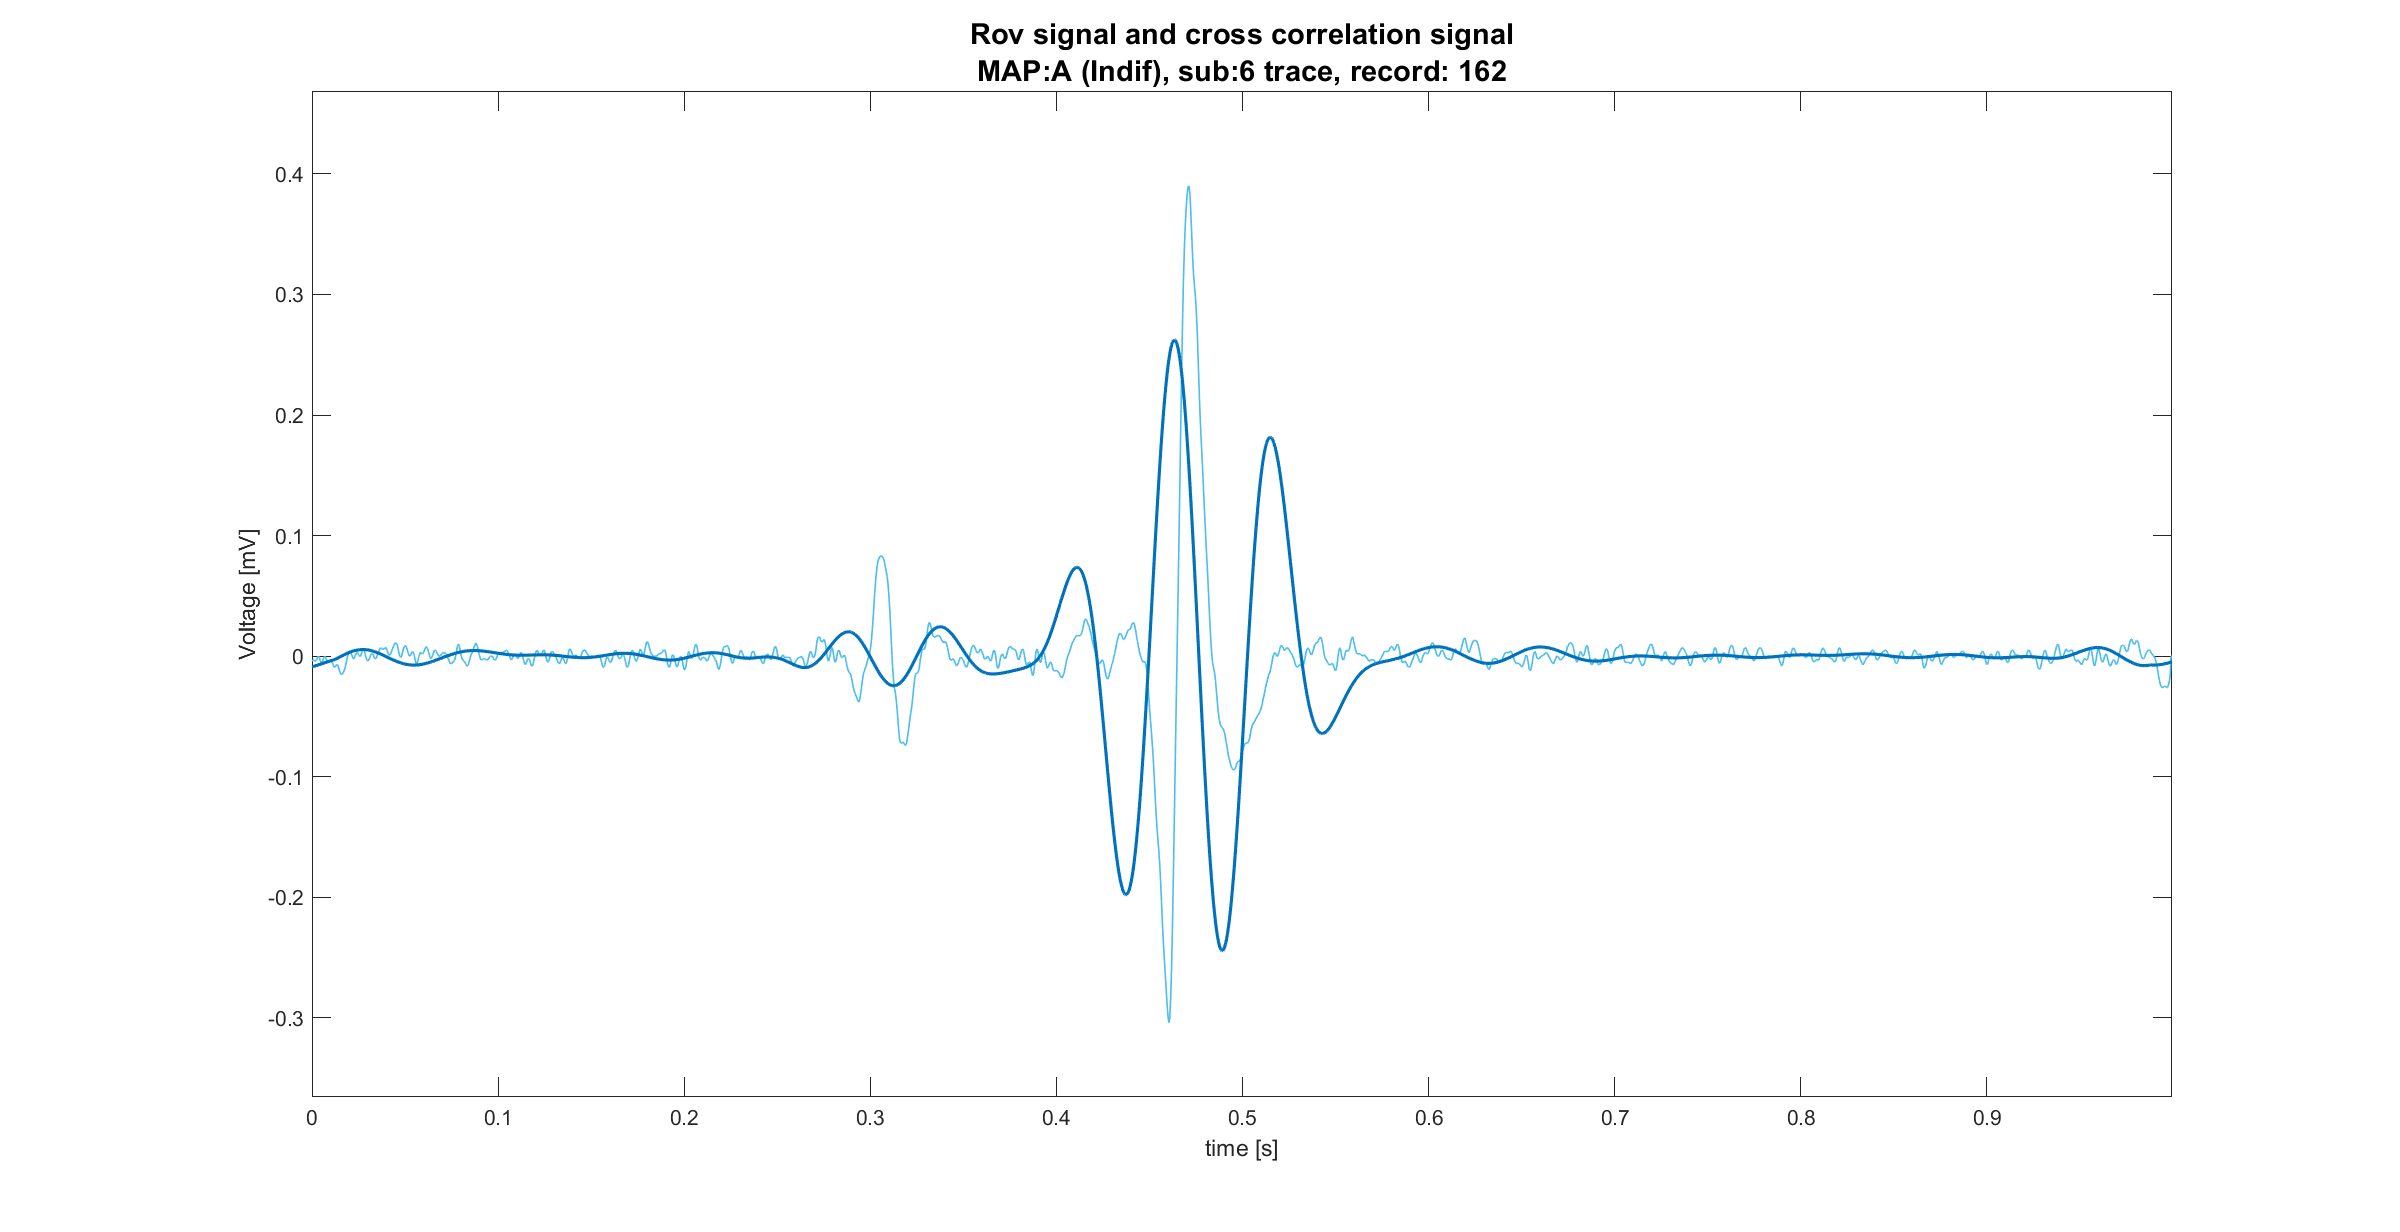 Rov signal and cross correlation signal
MAP:A (Indif), sub:6 trace, record: 162
Voltage [mV]
0.4
0.3
0.2
0.1
0
-0.1
-0.2
-0.3
0 0.1 0.2 0.3 0.4 0.5 0.6 0.7 0.8 0.9
time [s]